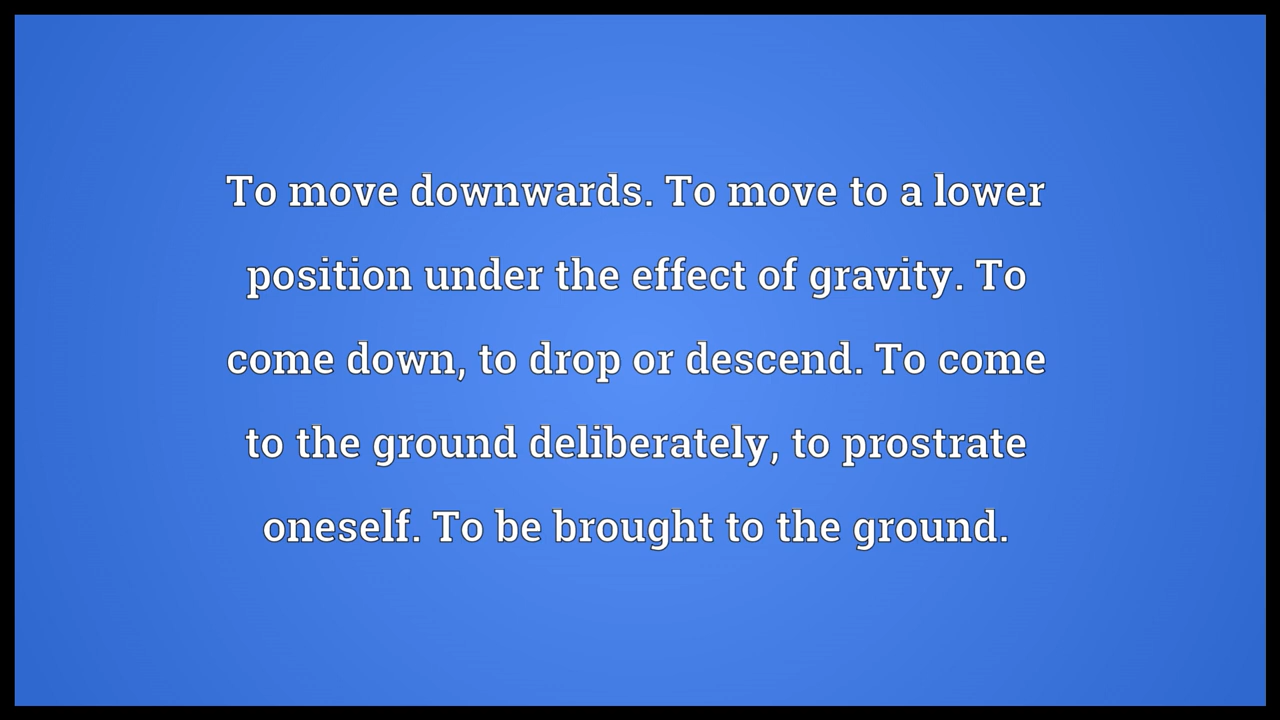 To move downwards. To move to a lower
position under the effect of gravity. To
come down, to drop or descend. To come
to the ground deliberately, to prostrate
oneself. To be brought to the ground.